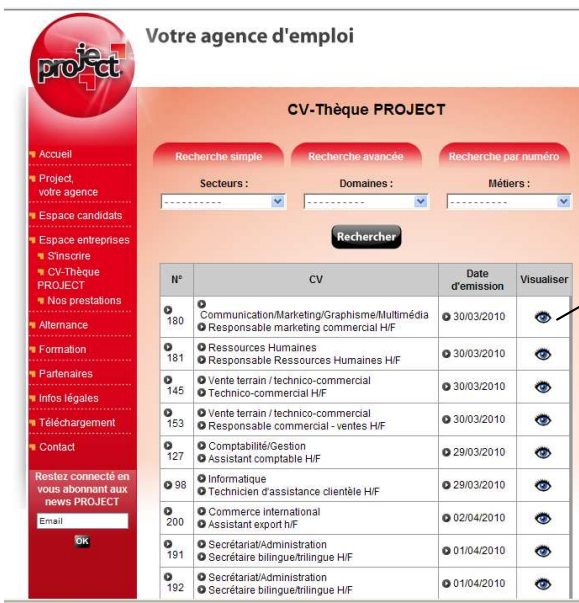 project
Votre agence d'emploi
CV-Thèque PROJECT
Accueil
Project,
votre agence
Espace candidats
Espace entreprises
S'inscrire
CV-Thèque
PROJECT
Nos prestations
Alternance
Formation
Partenaires
Infos légales
Téléchargement
Contact
Restez connecté en
vous abonnant aux
news PROJECT
Email
OK
Recherche simple
Recherche avancée
Recherche par numéro
Secteurs :
Domaines :
Métiers :
----------
----------
----------
Rechercher
N° CV Date d'emission Visualiser
180 Communication/Marketing/Graphisme/Multimédia 30/03/2010
Responsable marketing commercial H/F
181 Ressources Humaines 30/03/2010
Responsable Ressources Humaines H/F
145 Vente terrain / technico-commercial 30/03/2010
Technico-commercial H/F
153 Vente terrain / technico-commercial 30/03/2010
Responsable commercial - ventes H/F
127 Comptabilité/Gestion 29/03/2010
Assistant comptable H/F
98 Informatique 29/03/2010
Technicien d'assistance clientèle H/F
200 Commerce international 02/04/2010
Assistant export h/F
191 Secrétariat/Administration 01/04/2010
Secrétaire bilingue/trilingue H/F
192 Secrétariat/Administration 01/04/2010
Secrétaire bilingue/trilingue H/F